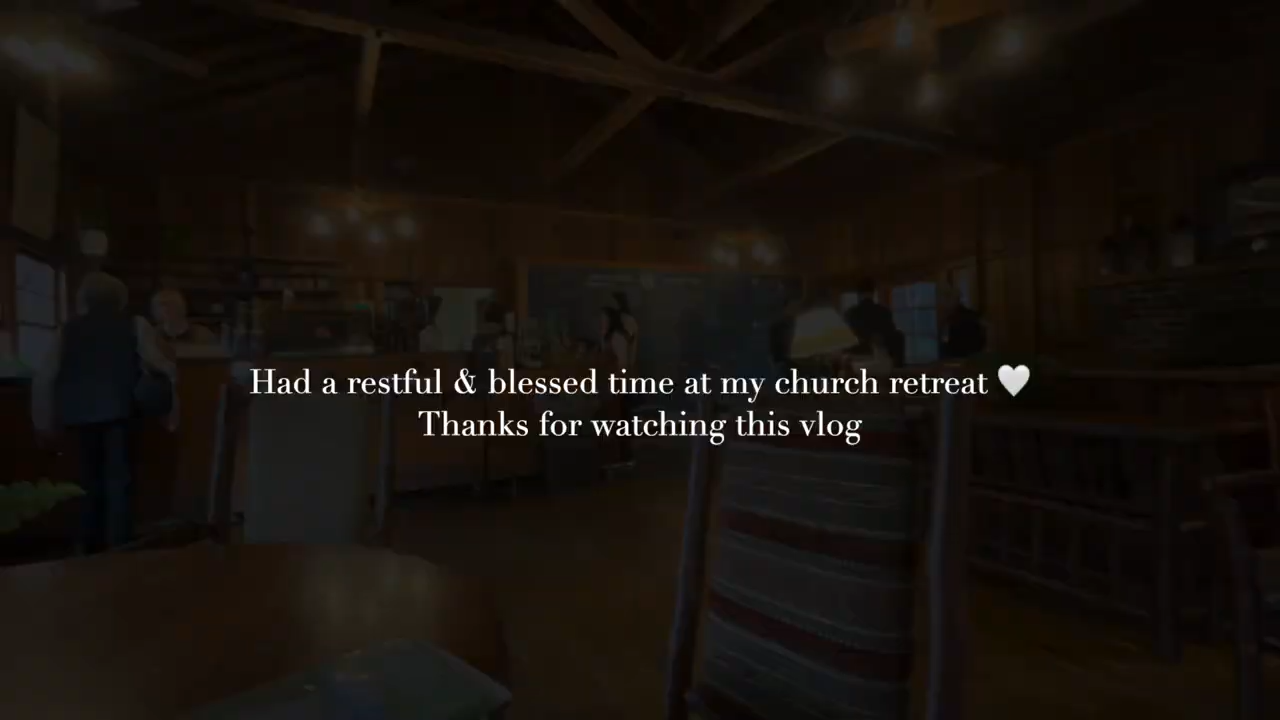 Had a restful & blessed time at my church retreat 🤍
Thanks for watching this vlog